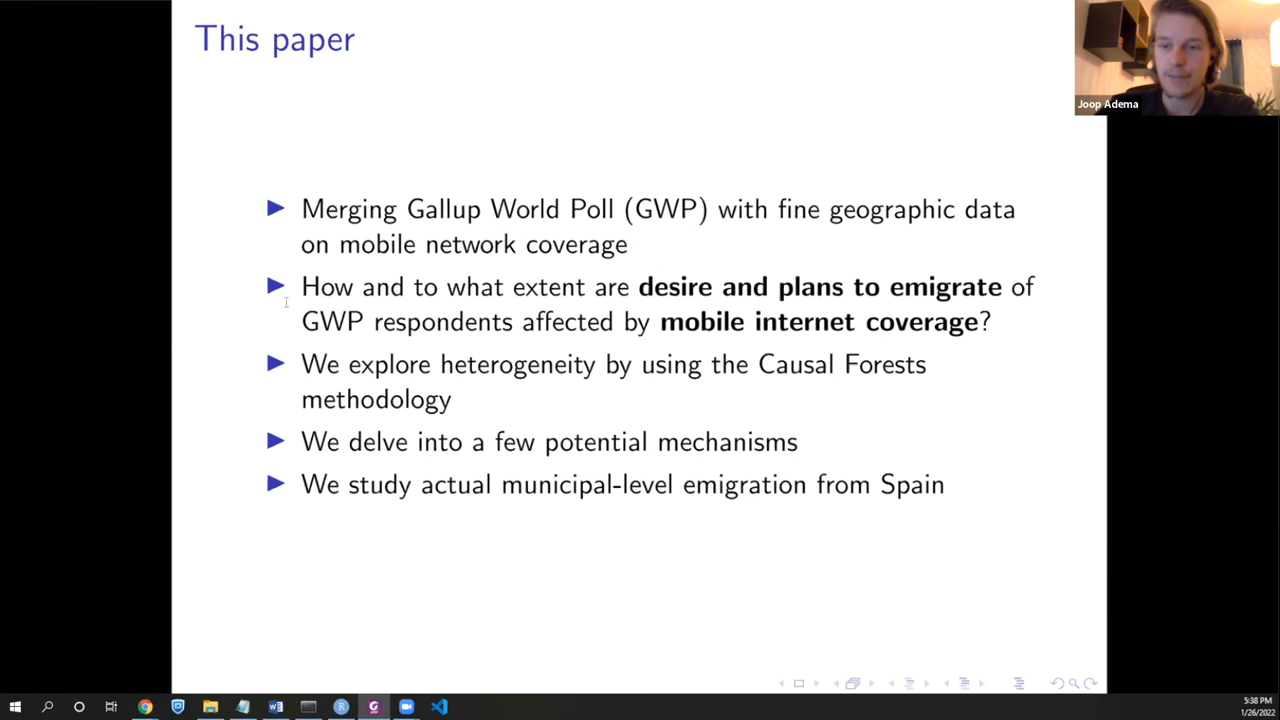 This paper
Joop Adema
▶ Merging Gallup World Poll (GWP) with fine geographic data
on mobile network coverage
▶ How and to what extent are desire and plans to emigrate of
GWP respondents affected by mobile internet coverage?
▶ We explore heterogeneity by using the Causal Forests
methodology
▶ We delve into a few potential mechanisms
▶ We study actual municipal-level emigration from Spain
5:38 PM
1/26/2022